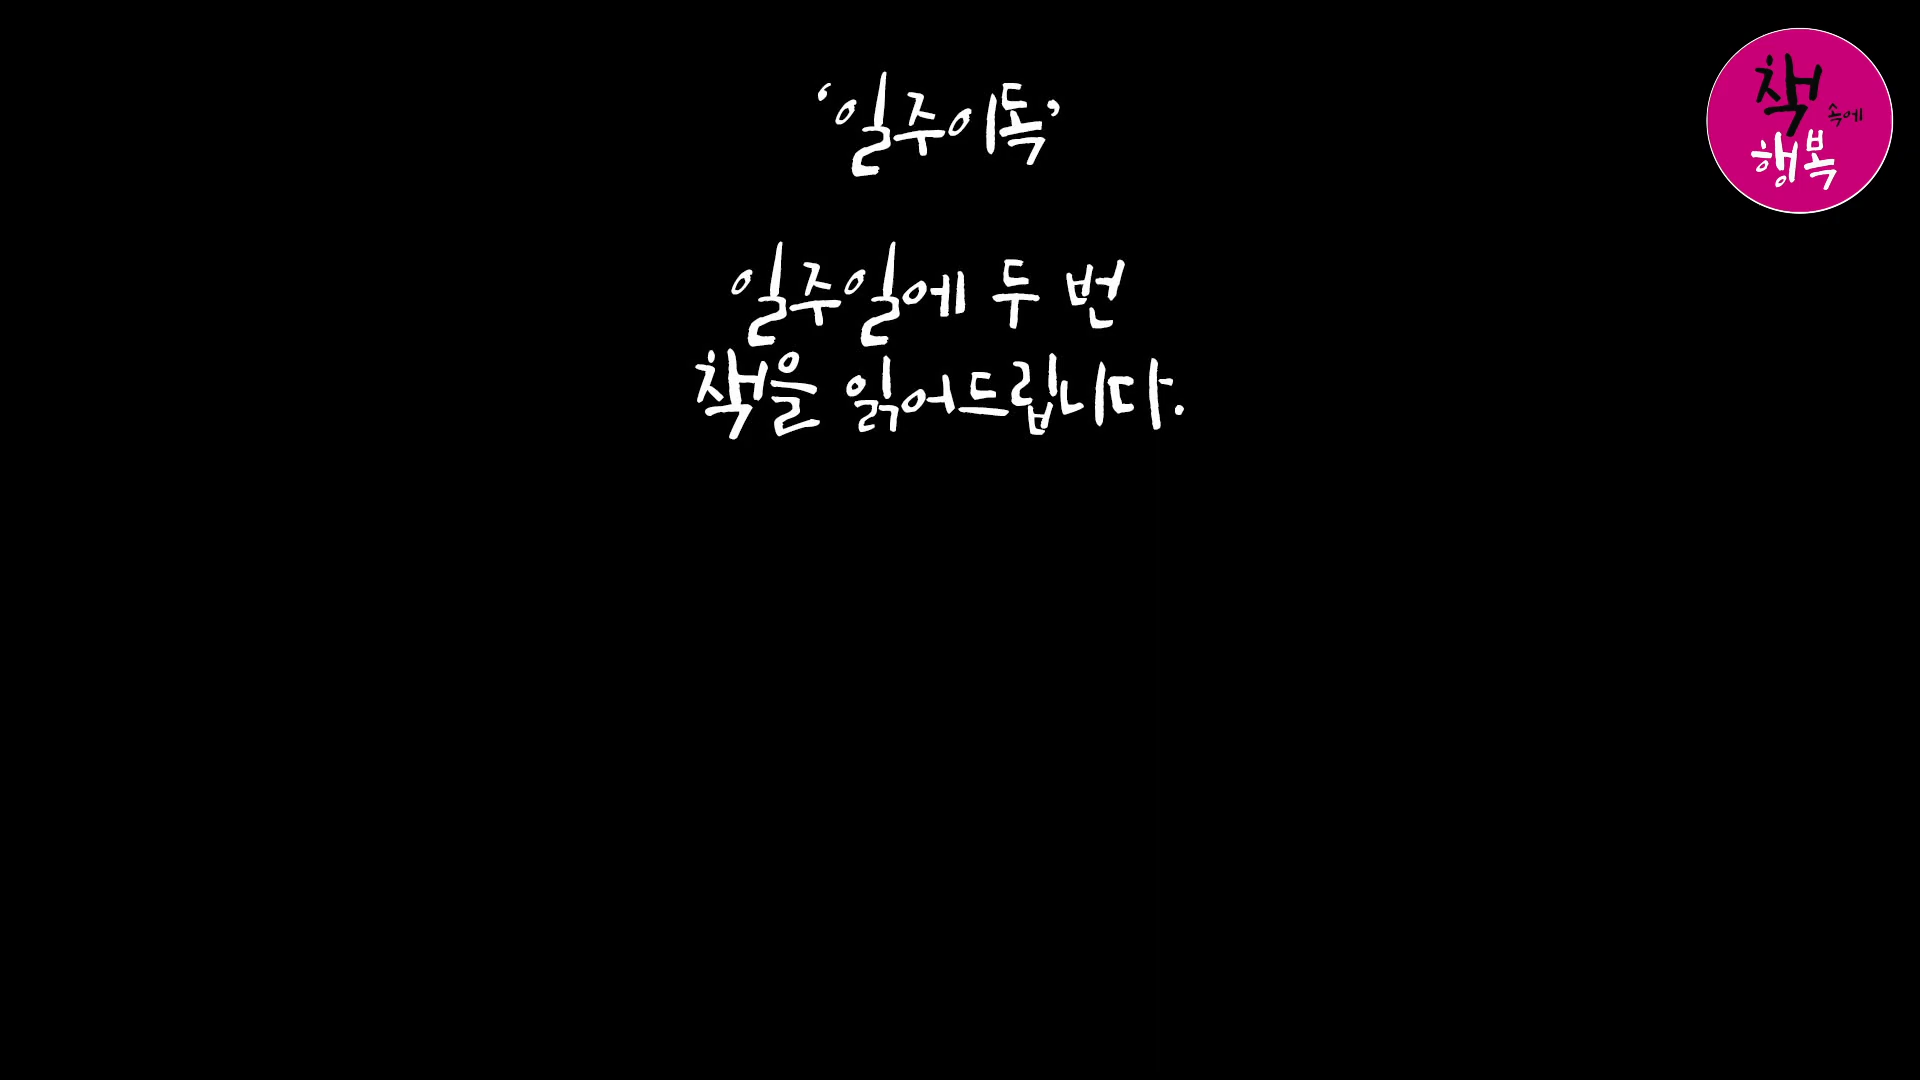 ‘일주이독’
일주일에 두 번
책을 읽어드립니다.
책
속에
행복